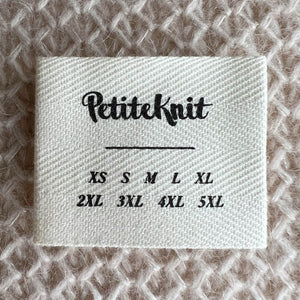 PetiteKnit
XS S M L XL
2XL 3XL 4XL 5XL